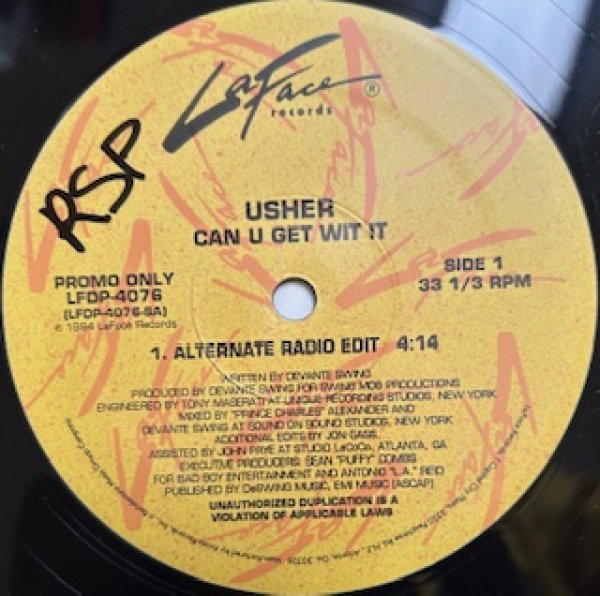 LaFace
records
®
RSP
USHER
CAN U GET WIT IT
PROMO ONLY
LFDP-4076
(LFDP-4076-SA)
℗ 1994 LaFace Records
SIDE 1
33 1/3 RPM
1. ALTERNATE RADIO EDIT 4:14
WRITTEN BY DEVANTE SWING
PRODUCED BY DEVANTE SWING FOR SWING MOB PRODUCTIONS
ENGINEERED BY TONY MASERATI AT UNIQUE RECORDING STUDIOS, NEW YORK
MIXED BY "PRINCE CHARLES" ALEXANDER AND
DEVANTE SWING AT SOUND ON SOUND STUDIOS, NEW YORK
ADDITIONAL EDITS BY JON GASS,
ASSISTED BY JOHN FRYE AT STUDIO LaCoCo, ATLANTA, GA
EXECUTIVE PRODUCERS: SEAN "PUFFY" COMBS
FOR BAD BOY ENTERTAINMENT AND ANTONIO "L.A." REID
PUBLISHED BY DeSWING MUSIC, EMI MUSIC (ASCAP)
UNAUTHORIZED DUPLICATION IS A
VIOLATION OF APPLICABLE LAWS